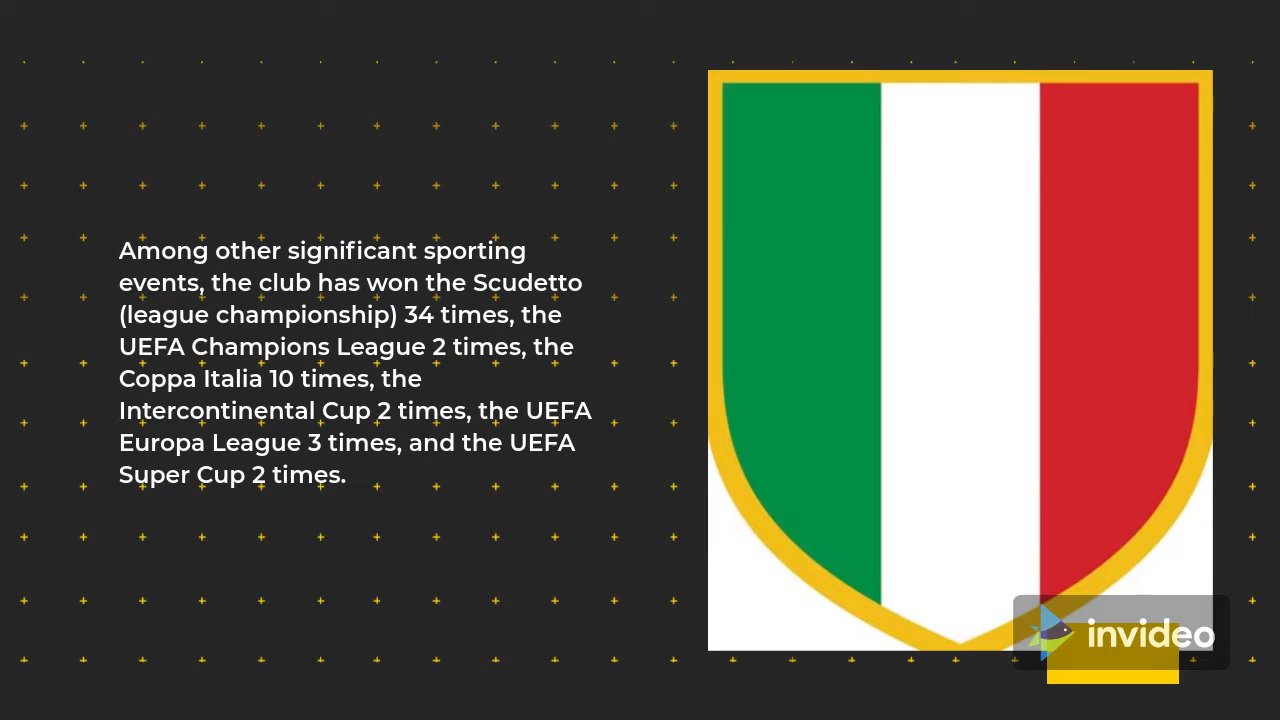 Among other significant sporting
events, the club has won the Scudetto
(league championship) 34 times, the
UEFA Champions League 2 times, the
Coppa Italia 10 times, the
Intercontinental Cup 2 times, the UEFA
Europa League 3 times, and the UEFA
Super Cup 2 times.
invideo